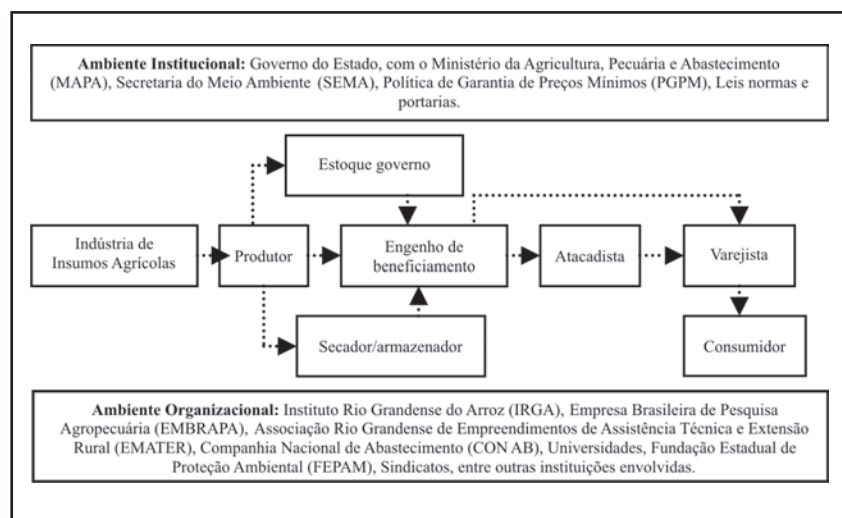 Ambiente Institucional: Governo do Estado, com o Ministério da Agricultura, Pecuária e Abastecimento
(MAPA), Secretaria do Meio Ambiente (SEMA), Política de Garantia de Preços Mínimos (PGPM), Leis normas e
portarias.
Estoque governo
Indústria de
Insumos Agrícolas
Produtor
Engenho de
beneficiamento
Atacadista
Varejista
Secador/armazenador
Consumidor
Ambiente Organizacional: Instituto Rio Grandense do Arroz (IRGA), Empresa Brasileira de Pesquisa
Agropecuária (EMBRAPA), Associação Rio Grandense de Empreendimentos de Assistência Técnica e Extensão
Rural (EMATER), Companhia Nacional de Abastecimento (CON AB), Universidades, Fundação Estadual de
Proteção Ambiental (FEPAM), Sindicatos, entre outras instituições envolvidas.